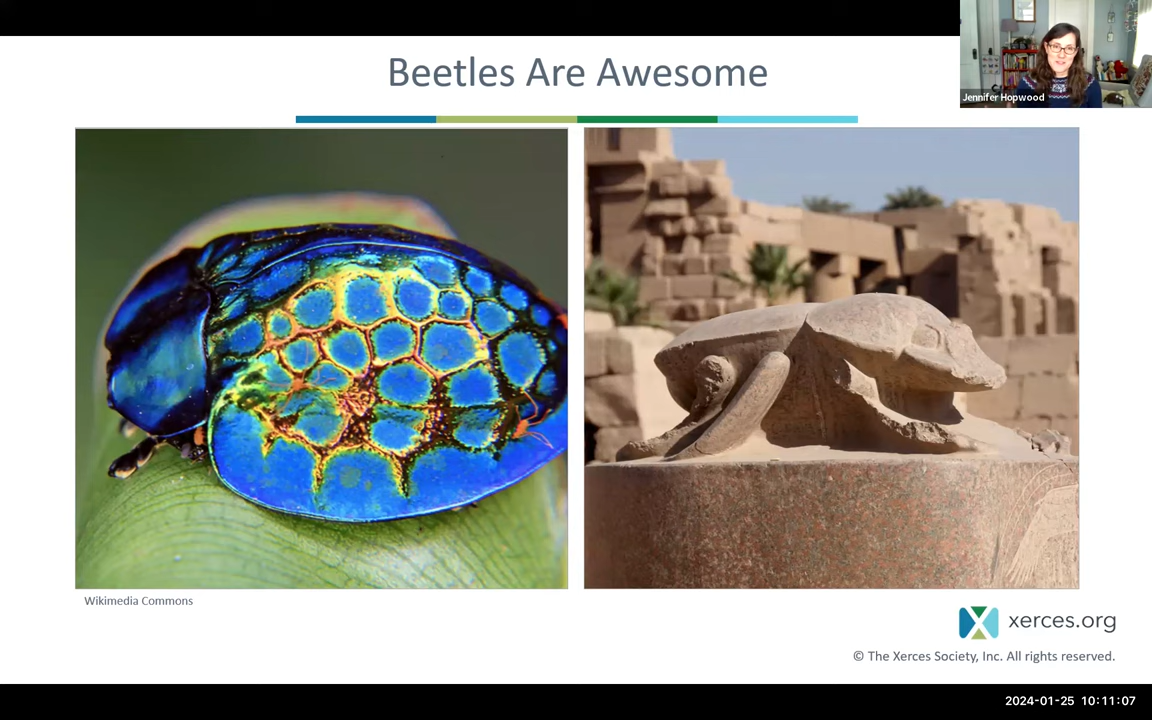 Beetles Are Awesome
Jennifer Hopwood
Wikimedia Commons
xerces.org
© The Xerces Society, Inc. All rights reserved.
2024-01-25 10:11:07